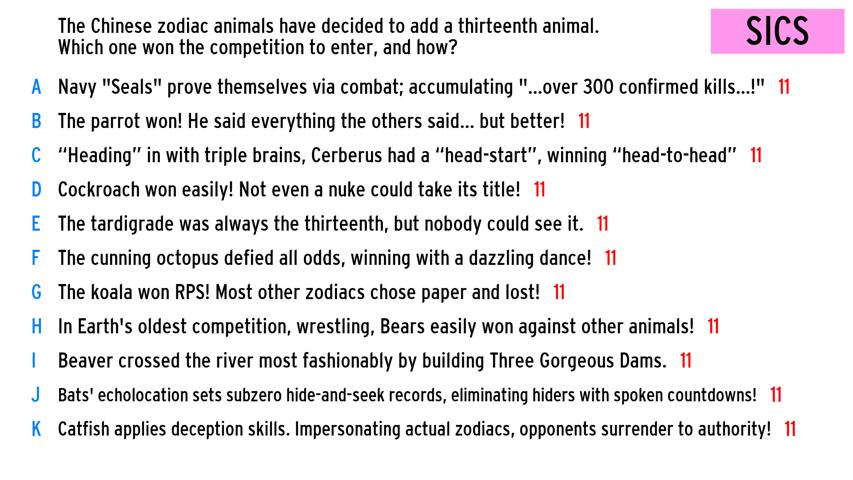 The Chinese zodiac animals have decided to add a thirteenth animal.
Which one won the competition to enter, and how?
SICS
A Navy "Seals" prove themselves via combat; accumulating "...over 300 confirmed kills...!" 11
B The parrot won! He said everything the others said... but better! 11
C “Heading” in with triple brains, Cerberus had a “head-start”, winning “head-to-head” 11
D Cockroach won easily! Not even a nuke could take its title! 11
E The tardigrade was always the thirteenth, but nobody could see it. 11
F The cunning octopus defied all odds, winning with a dazzling dance! 11
G The koala won RPS! Most other zodiacs chose paper and lost! 11
H In Earth's oldest competition, wrestling, Bears easily won against other animals! 11
I Beaver crossed the river most fashionably by building Three Gorgeous Dams. 11
J Bats' echolocation sets subzero hide-and-seek records, eliminating hiders with spoken countdowns! 11
K Catfish applies deception skills. Impersonating actual zodiacs, opponents surrender to authority! 11